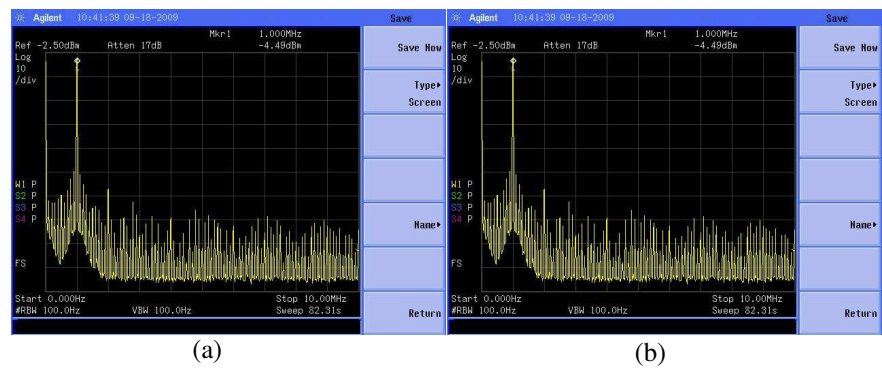 Agilent 10:41:39 09-18-2009 Save
Mkr1 1.000MHz
Ref -2.50dBm Atten 17dB -4.49dBm
Save Now
Log
10
/div
Type
Screen
W1 P
S2 P
S3 P
S4 P
Name
FS
Start 0.000Hz Stop 10.00MHz
#RBW 100.0Hz VBW 100.0Hz Sweep 82.31s
Return
(a)
Agilent 10:41:39 09-18-2009 Save
Mkr1 1.000MHz
Ref -2.50dBm Atten 17dB -4.49dBm
Save Now
Log
10
/div
Type
Screen
W1 P
S2 P
S3 P
S4 P
Name
FS
Start 0.000Hz Stop 10.00MHz
#RBW 100.0Hz VBW 100.0Hz Sweep 82.31s
Return
(b)